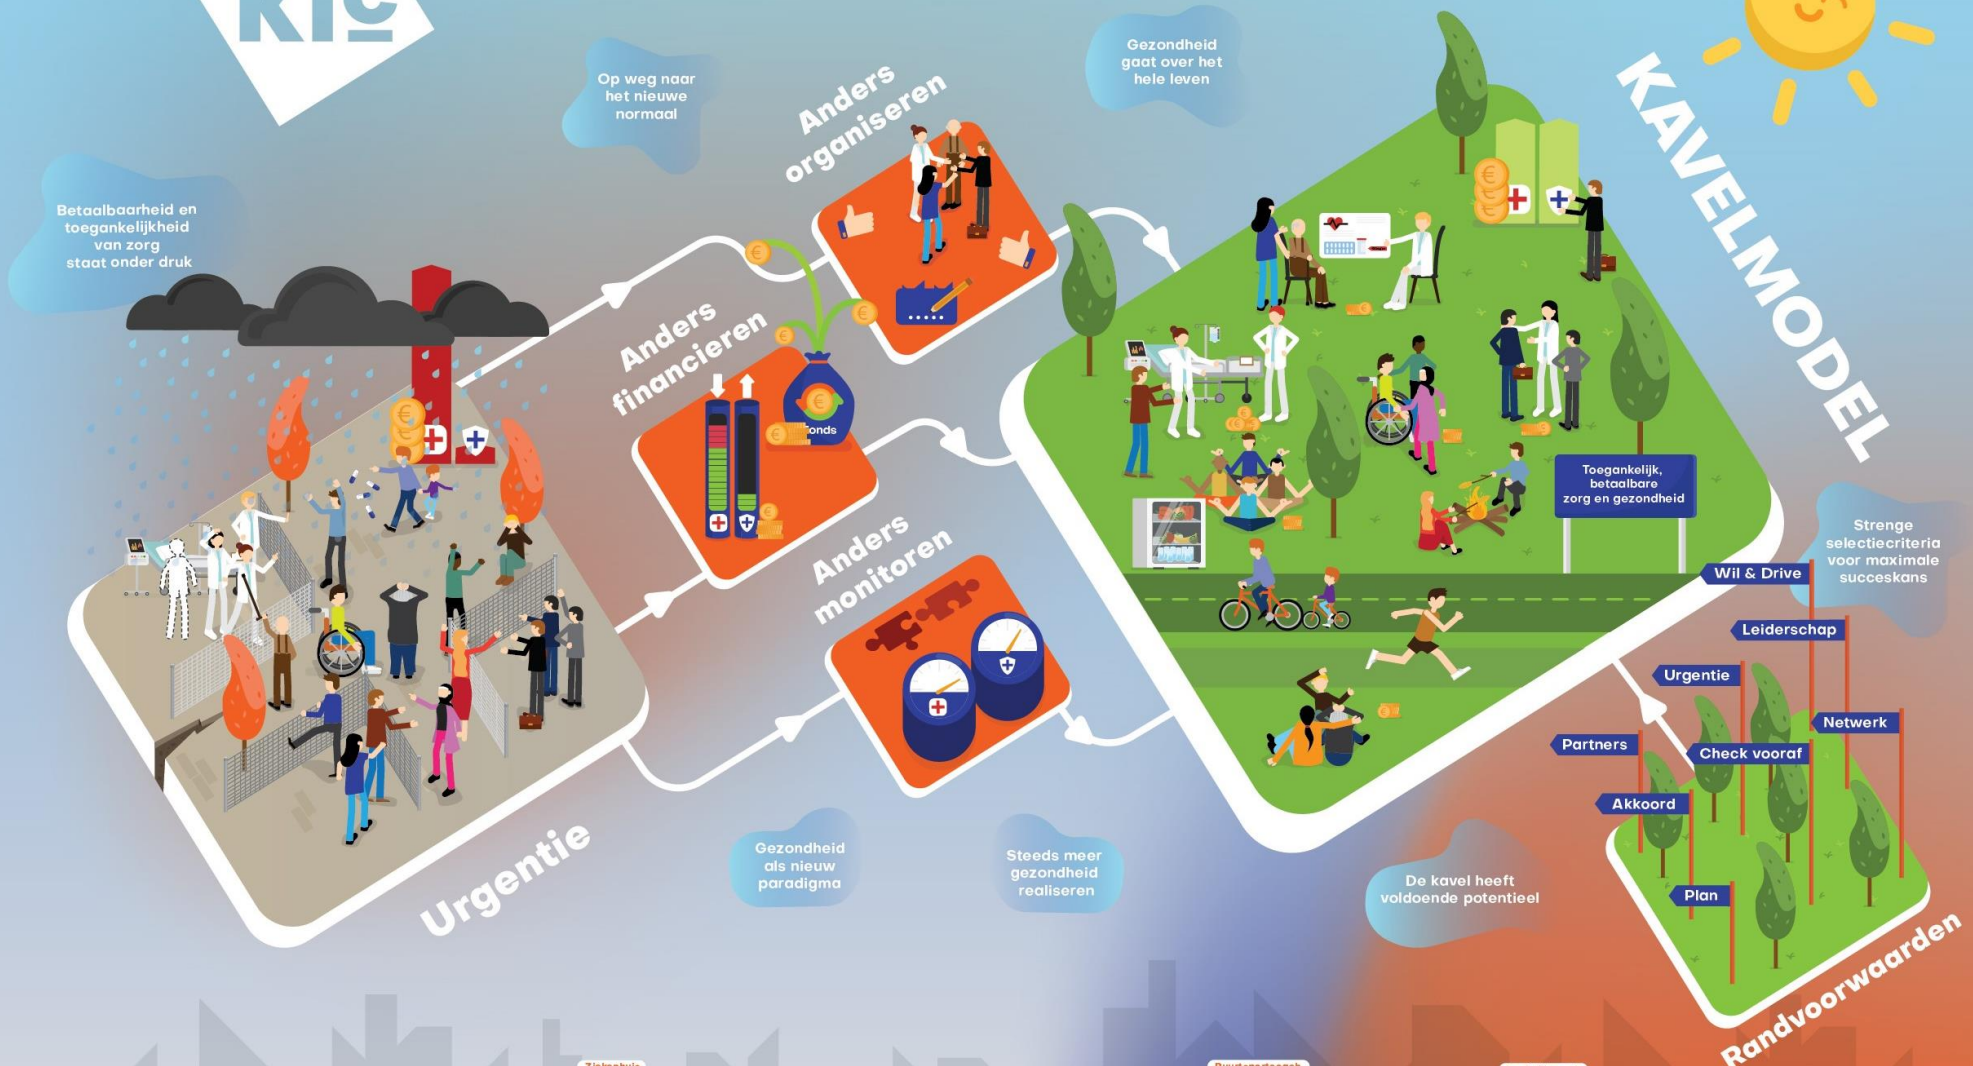 KIC
Op weg naar
het nieuwe
normaal
Anders
organiseren
Gezondheid
gaat over het
hele leven
KAVELMODEL
Betaalbaarheid en
toegankelijkheid
van zorg
staat onder druk
Anders
financieren
Fonds
Anders
monitoren
Toegankelijk,
betaalbare
zorg en gezondheid
Strenge
selectiecriteria
voor maximale
succeskans
Wil & Drive
Leiderschap
Urgentie
Netwerk
Partners
Check vooraf
Akkoord
Plan
Urgentie
Gezondheid
als nieuw
paradigma
Steeds meer
gezondheid
realiseren
De kavel heeft
voldoende potentieel
Randvoorwaarden